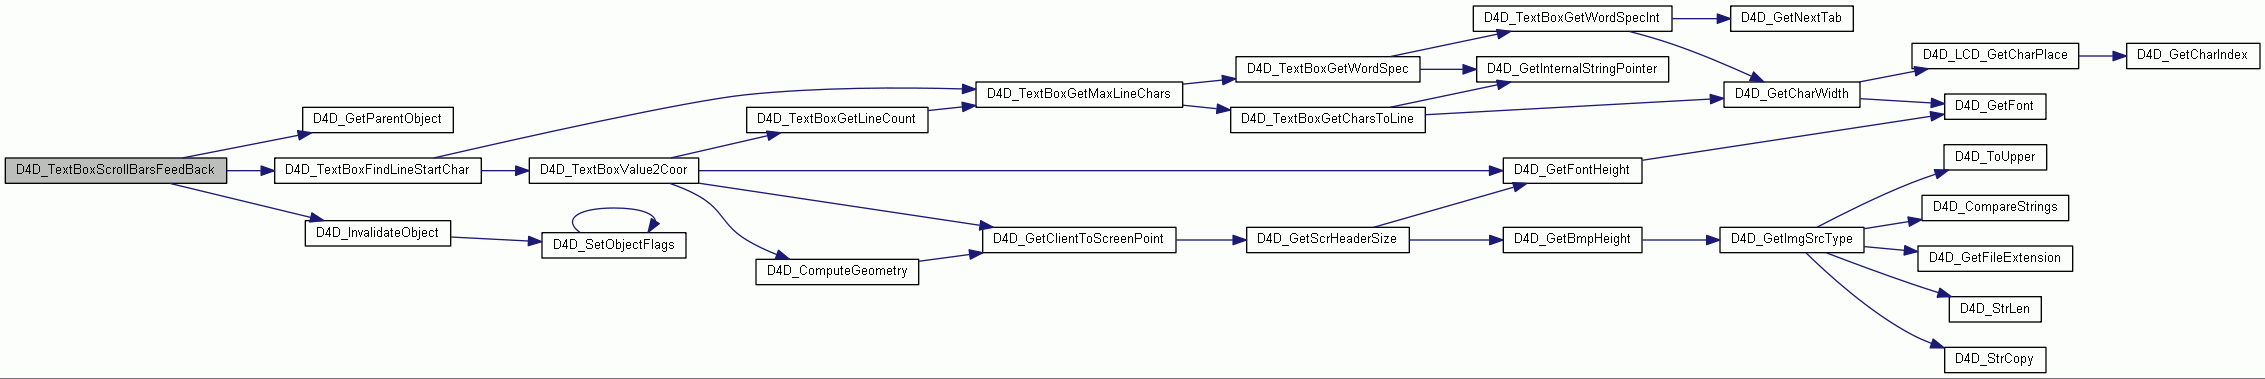 D4D_TextBoxGetWordSpecInt
D4D_GetNextTab
D4D_LCD_GetCharPlace
D4D_GetCharIndex
D4D_TextBoxGetWordSpec
D4D_GetInternalStringPointer
D4D_TextBoxGetMaxLineChars
D4D_GetCharWidth
D4D_GetFont
D4D_GetParentObject
D4D_TextBoxGetLineCount
D4D_TextBoxGetCharsToLine
D4D_TextBoxScrollBarsFeedBack
D4D_TextBoxFindLineStartChar
D4D_TextBoxValue2Coor
D4D_GetFontHeight
D4D_ToUpper
D4D_CompareStrings
D4D_InvalidateObject
D4D_SetObjectFlags
D4D_GetClientToScreenPoint
D4D_GetScrHeaderSize
D4D_GetBmpHeight
D4D_GetImgSrcType
D4D_GetFileExtension
D4D_ComputeGeometry
D4D_StrLen
D4D_StrCopy